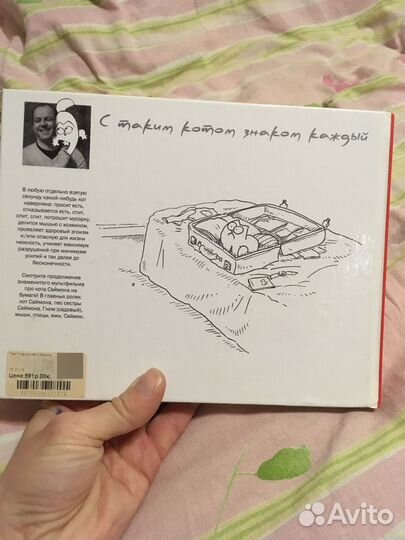 С таким котом знаком каждый
В любую отдельно взятую
секунду какой-нибудь кот
наверняка: просит есть,
отказывается есть, спит,
спит, спит, потрошит мусорку,
делится мышью с хозяином,
проявляет здоровый эгоизм
и/или опасную для жизни
нежность, учиняет максимум
разрушений при минимуме
усилий и так далее до
бесконечности.
Смотрите продолжение
знаменитого мультфильма
про кота Саймона на
бумаге! В главных ролях:
кот Саймона, пес сестры
Саймона, Гном (садовый),
мыши, птицы, ежи, Саймон.
Цена:591р.00к.
Avito